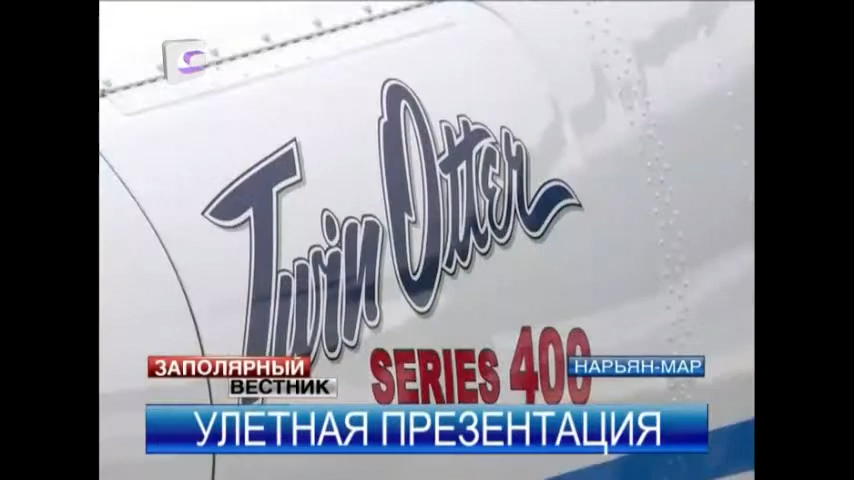 Twin Otter
SERIES 400
ЗАПОЛЯРНЫЙ
ВЕСТНИК
НАРЬЯН-МАР
УЛЕТНАЯ ПРЕЗЕНТАЦИЯ